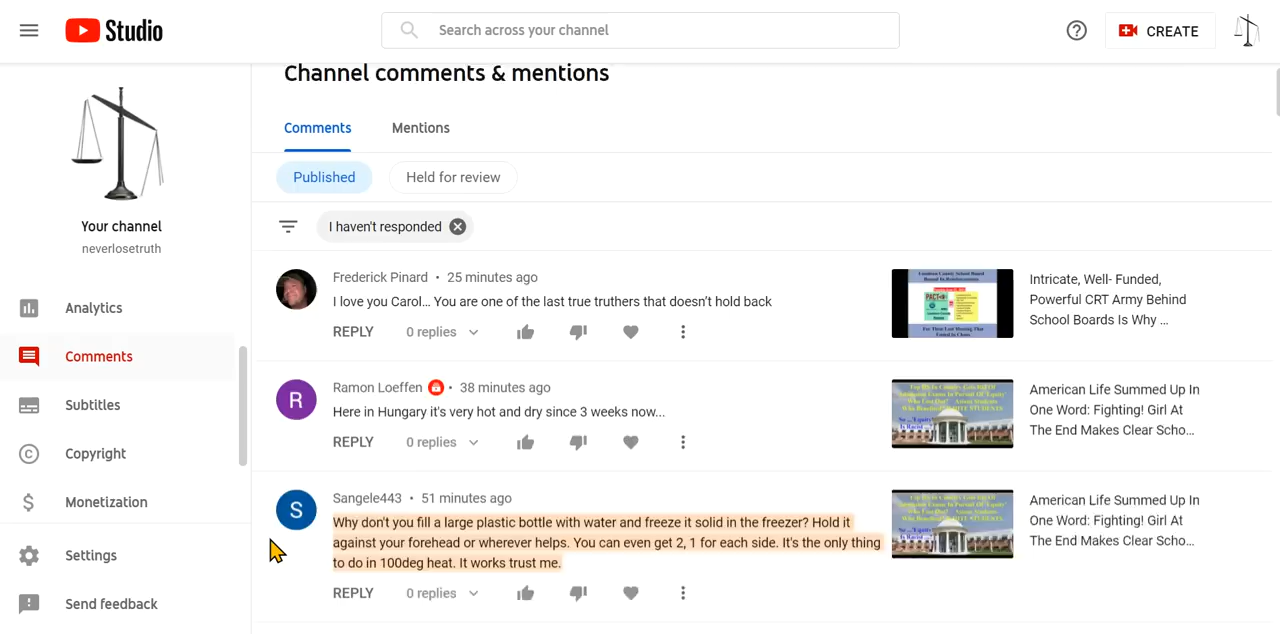 Studio
Search across your channel
CREATE
Channel comments & mentions
Your channel
neverlosetruth
Analytics
Comments
Subtitles
Copyright
Monetization
Settings
Send feedback
Comments
Mentions
Published
Held for review
I haven't responded
Frederick Pinard • 25 minutes ago
I love you Carol... You are one of the last true truthers that doesn't hold back
REPLY 0 replies
Intricate, Well- Funded,
Powerful CRT Army Behind
School Boards Is Why ...
R
Ramon Loeffen • 38 minutes ago
Here in Hungary it's very hot and dry since 3 weeks now...
REPLY 0 replies
American Life Summed Up In
One Word: Fighting! Girl At
The End Makes Clear Scho...
S
Sangele443 • 51 minutes ago
Why don't you fill a large plastic bottle with water and freeze it solid in the freezer? Hold it
against your forehead or wherever helps. You can even get 2, 1 for each side. It's the only thing
to do in 100deg heat. It works trust me.
REPLY 0 replies
American Life Summed Up In
One Word: Fighting! Girl At
The End Makes Clear Scho...